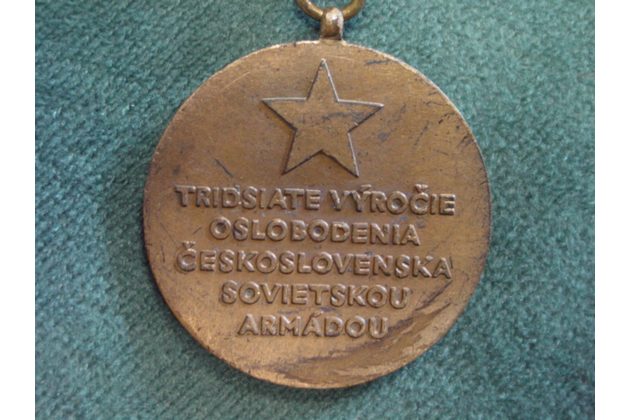 TRIDSIATE VÝROČIE
OSLOBODENIA
ČESKOSLOVENSKA
SOVIETSKOU
ARMÁDOU